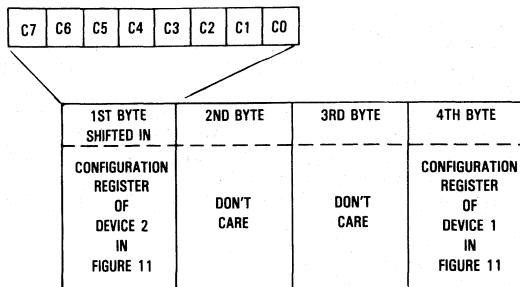 C7 C6 C5 C4 C3 C2 C1 C0
1ST BYTE
SHIFTED IN
2ND BYTE
3RD BYTE
4TH BYTE
CONFIGURATION
REGISTER
OF
DEVICE 2
IN
FIGURE 11
DON'T
CARE
DON'T
CARE
CONFIGURATION
REGISTER
OF
DEVICE 1
IN
FIGURE 11